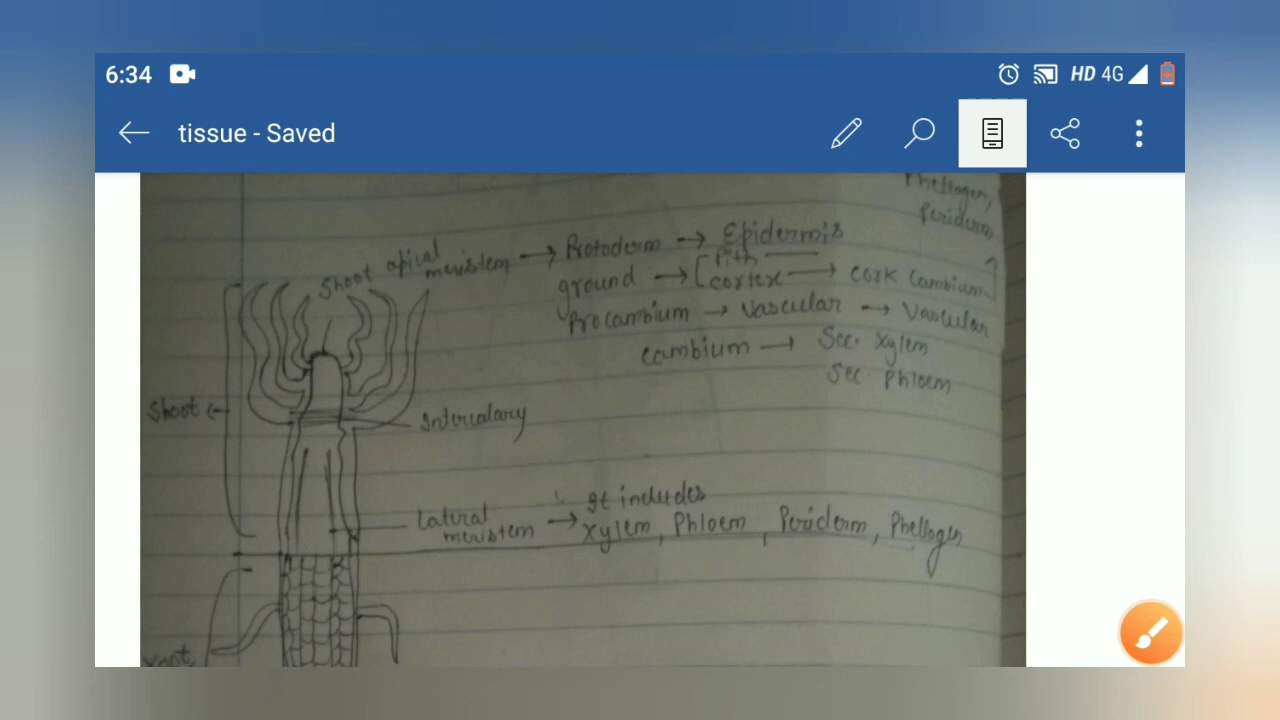 6:34
HD 4G
tissue - Saved
Phellogen,
Periderm
Shoot apical meristem → Protoderm → Epidermis
ground → [Pith
cortex → cork cambium
Procambium → vascular → Vascular
cambium → Sec. Xylem
Sec. Phloem
Shoot
Intercalary
Lateral meristem → It includes
Xylem, Phloem, Periderm, Phellogen
root